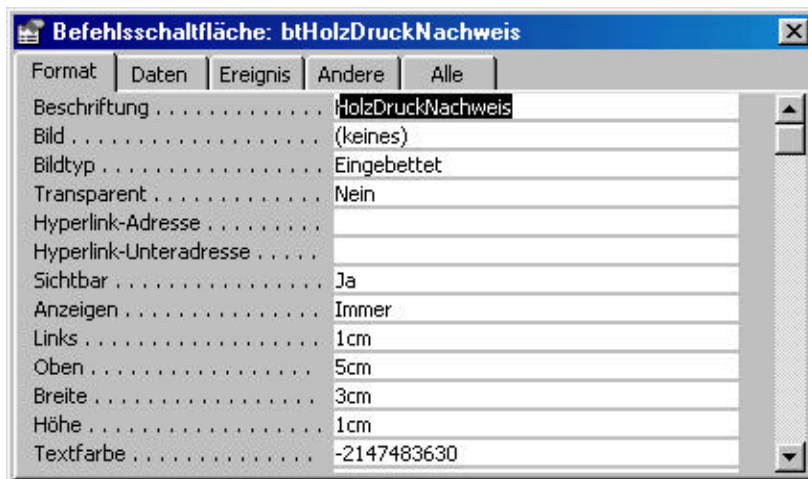 Befehlsschaltfläche: btHolzDruckNachweis
Format Daten Ereignis Andere Alle
Beschriftung . . . . . . . . . . . . . HolzDruckNachweis
Bild . . . . . . . . . . . . . . . . . . . . (keines)
Bildtyp . . . . . . . . . . . . . . . . . Eingebettet
Transparent . . . . . . . . . . . . . Nein
Hyperlink-Adresse . . . . . . . . .
Hyperlink-Unteradresse . . . . .
Sichtbar . . . . . . . . . . . . . . . . Ja
Anzeigen . . . . . . . . . . . . . . . Immer
Links . . . . . . . . . . . . . . . . . . . 1cm
Oben . . . . . . . . . . . . . . . . . . 5cm
Breite . . . . . . . . . . . . . . . . . . 3cm
Höhe . . . . . . . . . . . . . . . . . . . 1cm
Textfarbe . . . . . . . . . . . . . . -2147483630